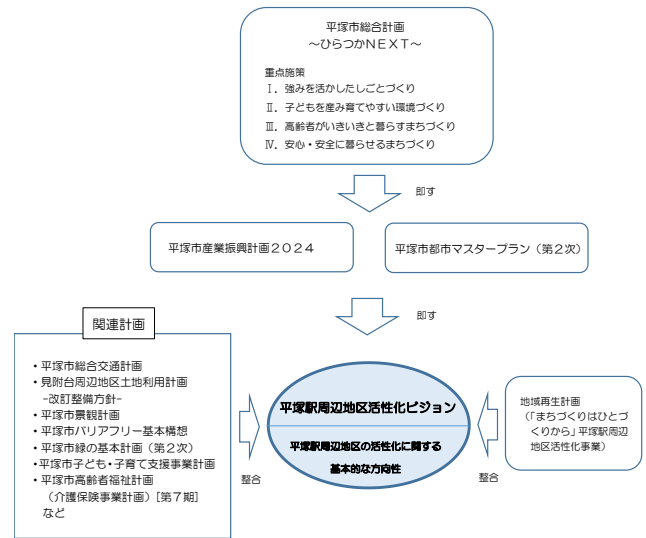 平塚市総合計画
～ひらつかＮＥＸＴ～
重点施策
Ⅰ．強みを活かしたしごとづくり
Ⅱ．子どもを産み育てやすい環境づくり
Ⅲ．高齢者がいきいきと暮らすまちづくり
Ⅳ．安心・安全に暮らせるまちづくり
即す
平塚市産業振興計画２０２４
平塚市都市マスタープラン（第２次）
即す
関連計画
・平塚市総合交通計画
・見附台周辺地区土地利用計画
-改訂整備方針-
・平塚市景観計画
・平塚市バリアフリー基本構想
・平塚市緑の基本計画（第２次）
・平塚市子ども・子育て支援事業計画
・平塚市高齢者福祉計画
（介護保険事業計画）[第７期]
など
整合
平塚駅周辺地区活性化ビジョン
平塚駅周辺地区の活性化に関する
基本的な方向性
整合
地域再生計画
（「まちづくりはひとづ
くりから」平塚駅周辺
地区活性化事業）